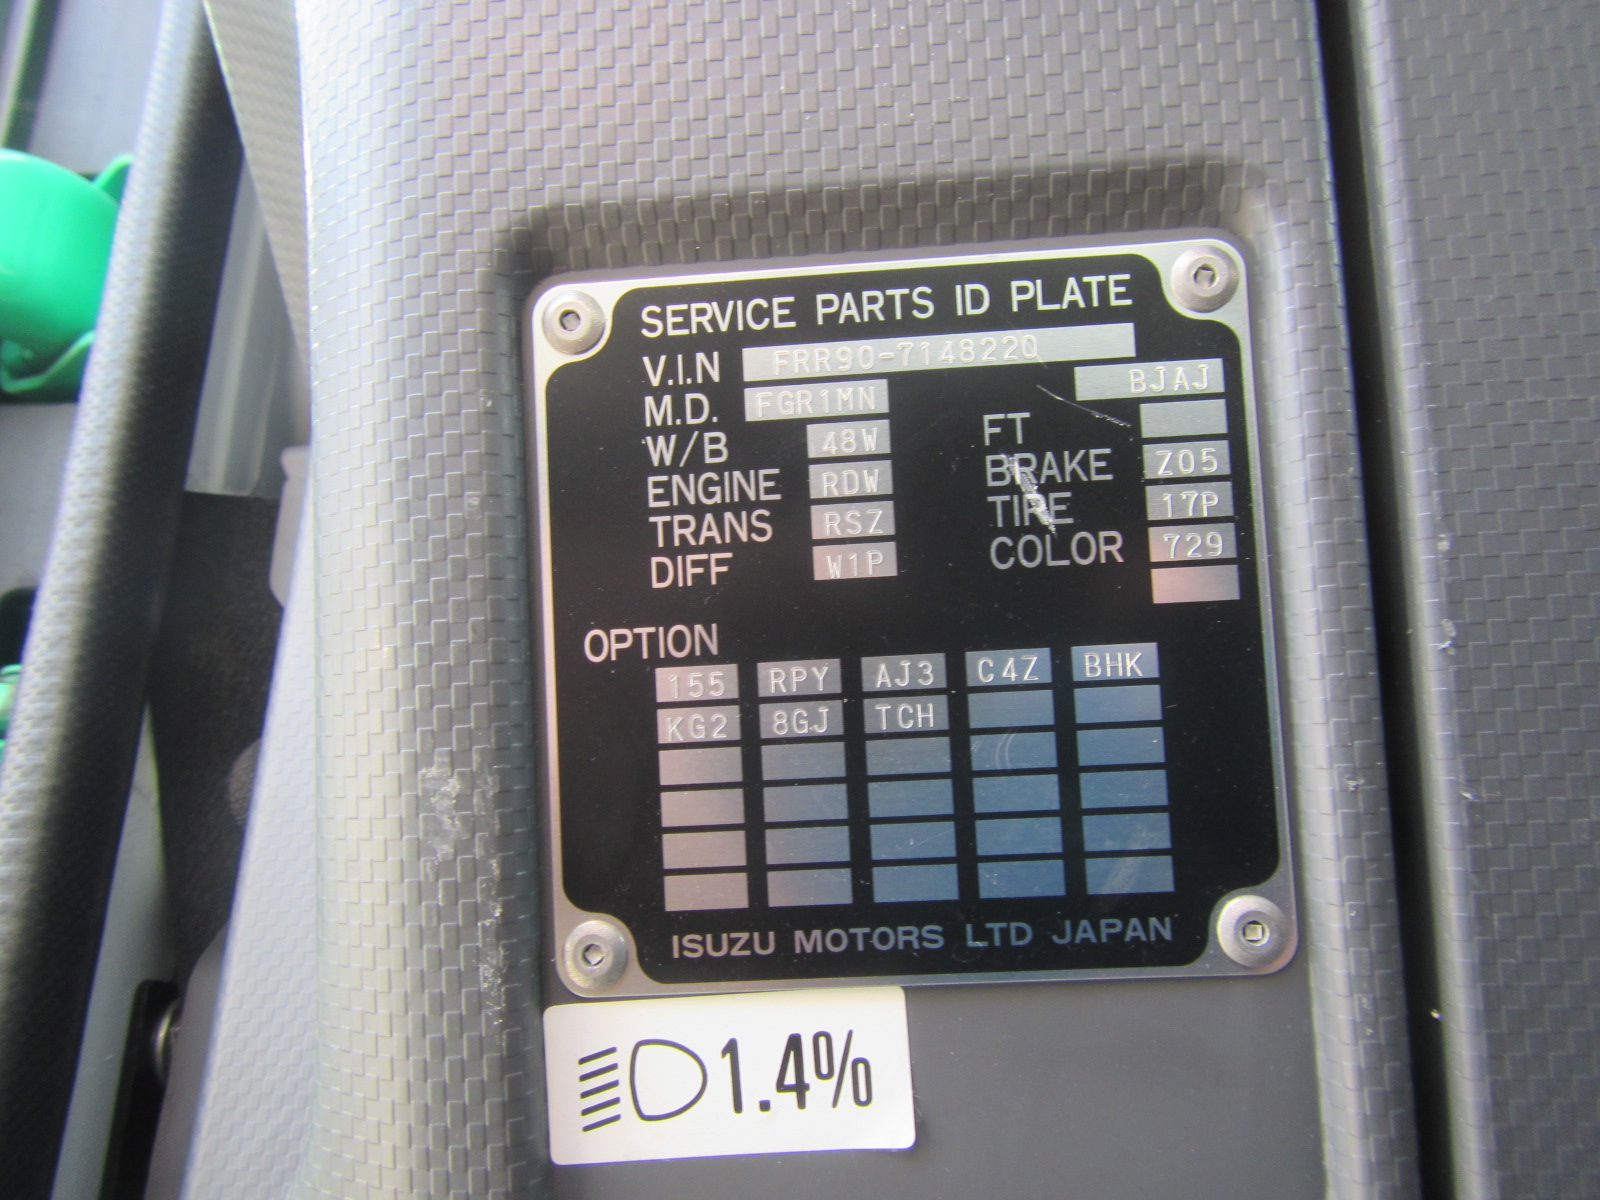 SERVICE PARTS ID PLATE
V.I.N FRR90-7148220
BJAJ
M.D. FGR1MN
W/B 48W
FT
ENGINE RDW
BRAKE Z05
TRANS RSZ
TIRE 17P
DIFF W1P
COLOR 729
OPTION
155 RPY AJ3 C4Z BHK
KG2 8GJ TCH
ISUZU MOTORS LTD JAPAN
1.4%